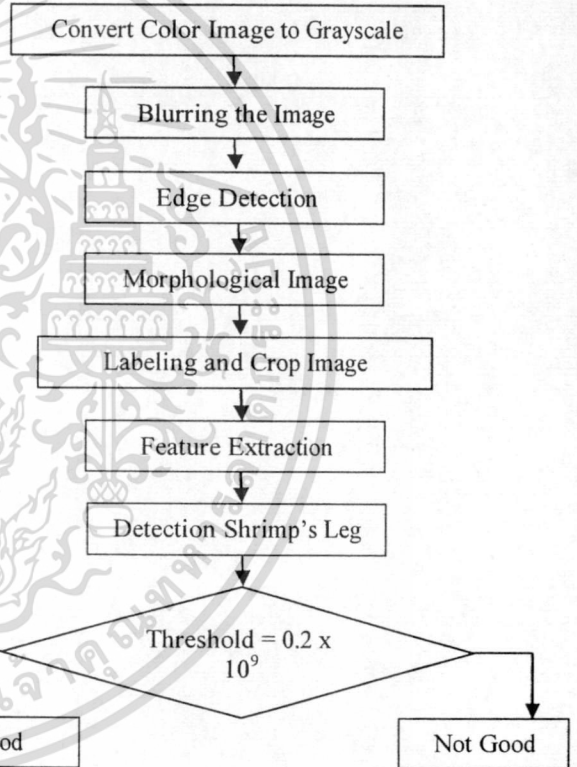 Convert Color Image to Grayscale
Blurring the Image
Edge Detection
Morphological Image
Labeling and Crop Image
Feature Extraction
Detection Shrimp's Leg
Threshold = 0.2 x
10⁹
od
Not Good